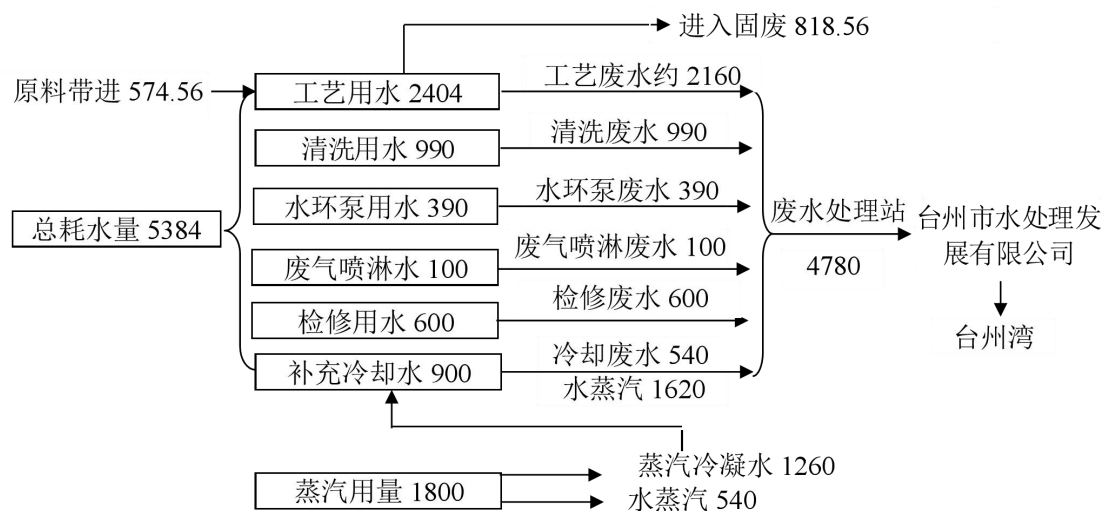 进入固废 818.56
原料带进 574.56
工艺用水 2404
工艺废水约 2160
清洗用水 990
清洗废水 990
水环泵用水 390
水环泵废水 390
总耗水量 5384
废水处理站
4780
台州市水处理发
展有限公司
废气喷淋水 100
废气喷淋废水 100
检修用水 600
检修废水 600
台州湾
补充冷却水 900
冷却废水 540
水蒸汽 1620
蒸汽冷凝水 1260
蒸汽用量 1800
水蒸汽 540